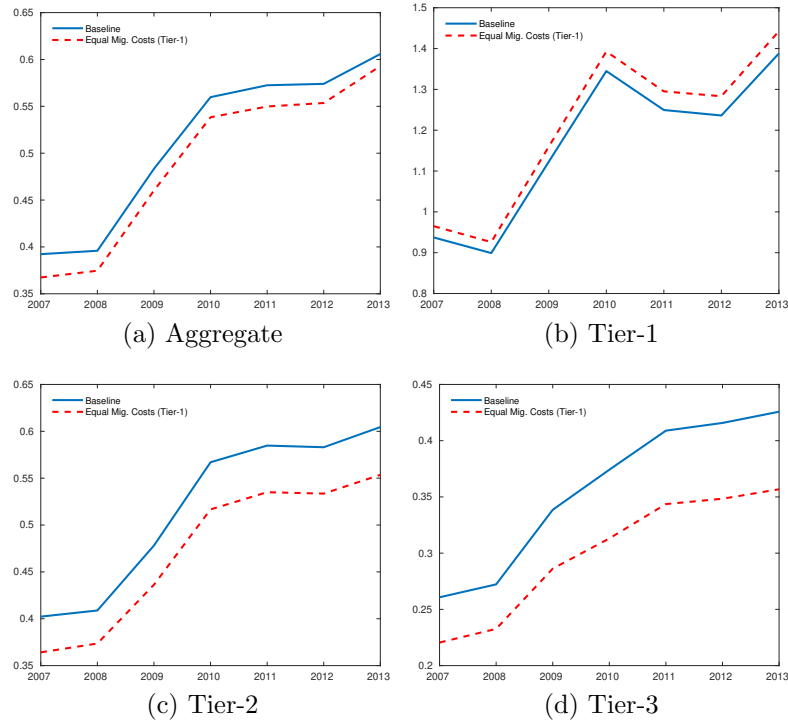 0.65
0.6
0.55
0.5
0.45
0.4
0.35
2007 2008 2009 2010 2011 2012 2013
Baseline
Equal Mig. Costs (Tier-1)
(a) Aggregate
1.5
1.4
1.3
1.2
1.1
1
0.9
0.8
2007 2008 2009 2010 2011 2012 2013
Baseline
Equal Mig. Costs (Tier-1)
(b) Tier-1
0.65
0.6
0.55
0.5
0.45
0.4
0.35
2007 2008 2009 2010 2011 2012 2013
Baseline
Equal Mig. Costs (Tier-1)
(c) Tier-2
0.45
0.4
0.35
0.3
0.25
0.2
2007 2008 2009 2010 2011 2012 2013
Baseline
Equal Mig. Costs (Tier-1)
(d) Tier-3